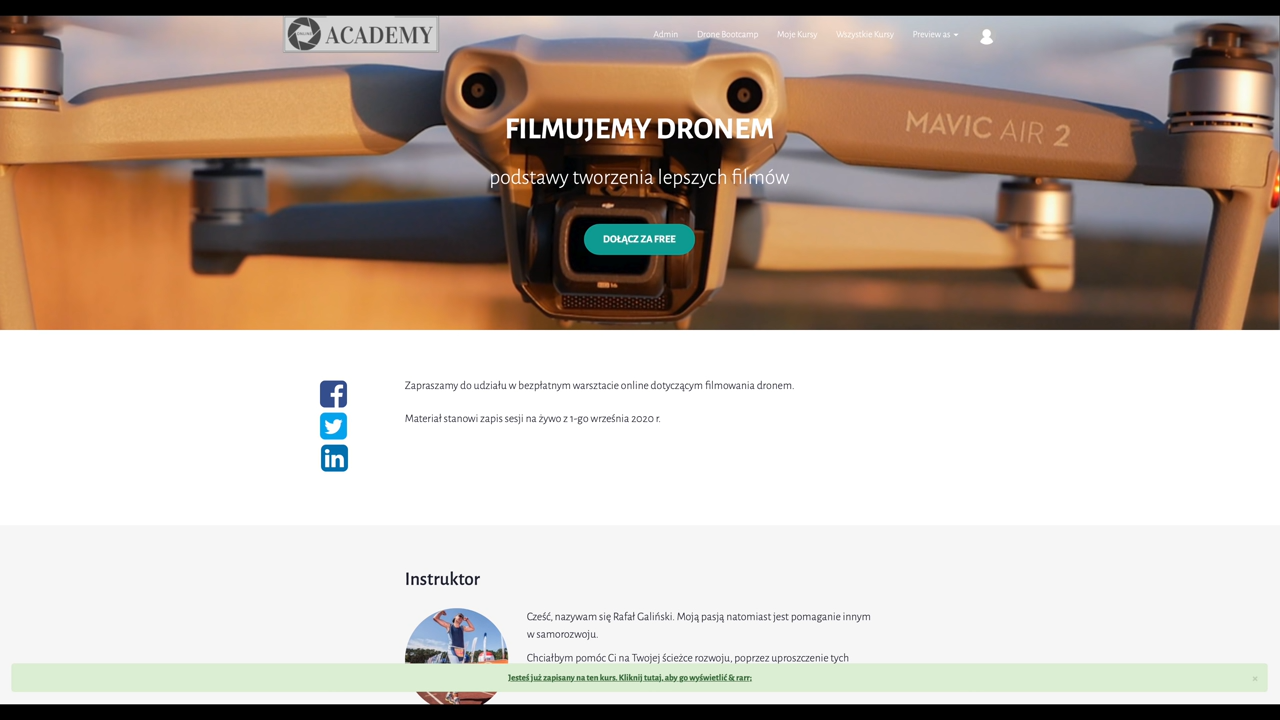 ACADEMY
Admin
Drone Bootcamp
Moje Kursy
Wszystkie Kursy
Preview as
MAVIC AIR 2
FILMUJEMY DRONEM
podstawy tworzenia lepszych filmów
DOŁĄCZ ZA FREE
Zapraszamy do udziału w bezpłatnym warsztacie online dotyczącym filmowania dronem.
Materiał stanowi zapis sesji na żywo z 1-go września 2020 r.
Instruktor
Cześć, nazywam się Rafał Galiński. Moją pasją natomiast jest pomaganie innym
w samorozwoju.
Chciałbym pomóc Ci na Twojej ścieżce rozwoju, poprzez uproszczenie tych
Jesteś już zapisany na ten kurs. Kliknij tutaj, aby go wyświetlić & rarr;
×